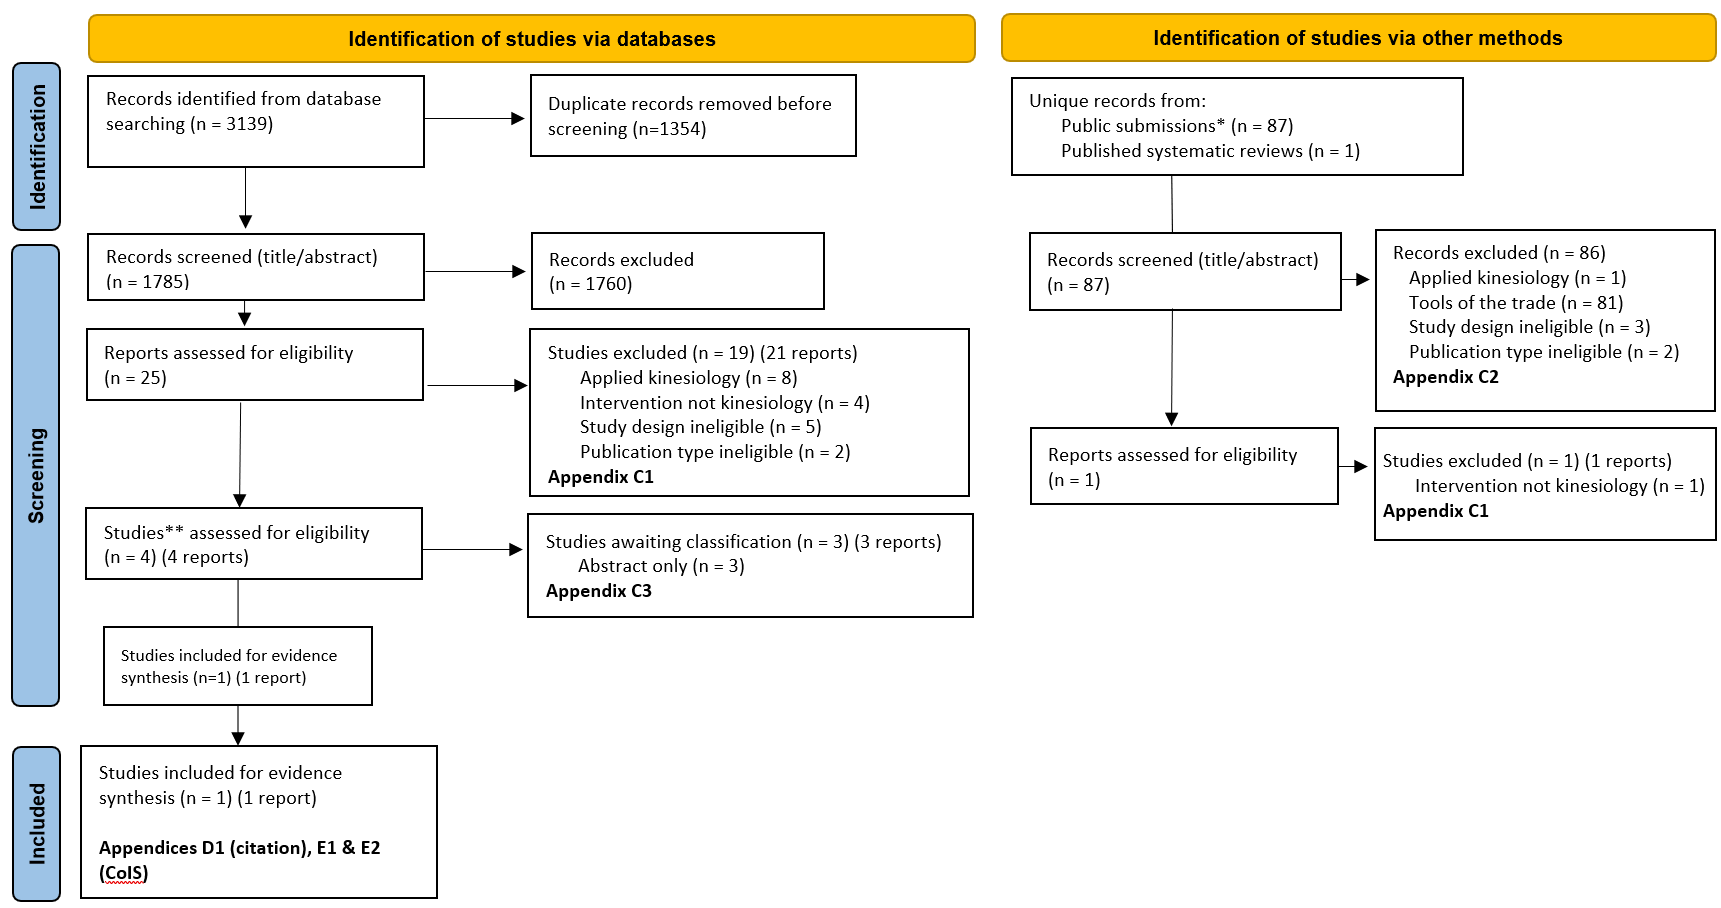 Identification of studies via databases
Identification of studies via other methods
Identification
Records identified from database
searching (n = 3139)
Duplicate records removed before
screening (n=1354)
Unique records from:
Public submissions* (n = 87)
Published systematic reviews (n = 1)
Screening
Records screened (title/abstract)
(n = 1785)
Records excluded
(n = 1760)
Records screened (title/abstract)
(n = 87)
Records excluded (n = 86)
Applied kinesiology (n = 1)
Tools of the trade (n = 81)
Study design ineligible (n = 3)
Publication type ineligible (n = 2)
Appendix C2
Reports assessed for eligibility
(n = 25)
Studies excluded (n = 19) (21 reports)
Applied kinesiology (n = 8)
Intervention not kinesiology (n = 4)
Study design ineligible (n = 5)
Publication type ineligible (n = 2)
Appendix C1
Reports assessed for eligibility
(n = 1)
Studies excluded (n = 1) (1 reports)
Intervention not kinesiology (n = 1)
Appendix C1
Studies** assessed for eligibility
(n = 4) (4 reports)
Studies awaiting classification (n = 3) (3 reports)
Abstract only (n = 3)
Appendix C3
Studies included for evidence
synthesis (n=1) (1 report)
Included
Studies included for evidence
synthesis (n = 1) (1 report)
Appendices D1 (citation), E1 & E2
(CoIS)